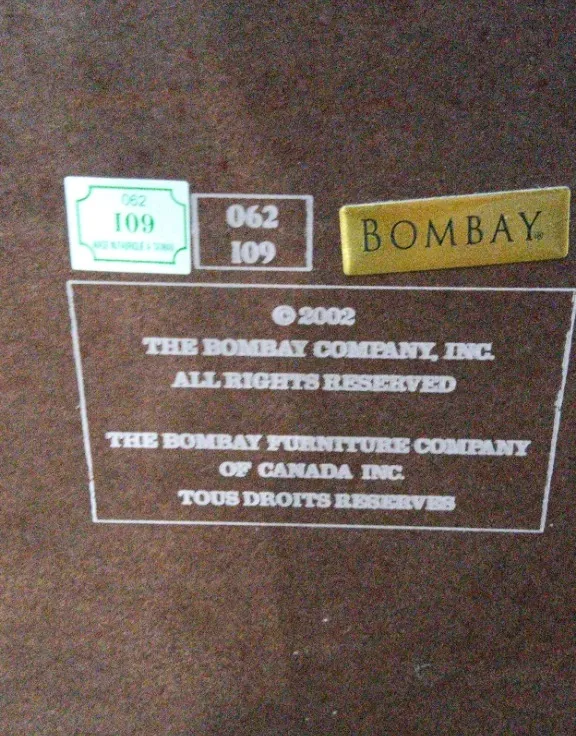 062
109
062
109
BOMBAY®
© 2002
THE BOMBAY COMPANY, INC.
ALL RIGHTS RESERVED
THE BOMBAY FURNITURE COMPANY
OF CANADA INC.
TOUS DROITS RESERVES